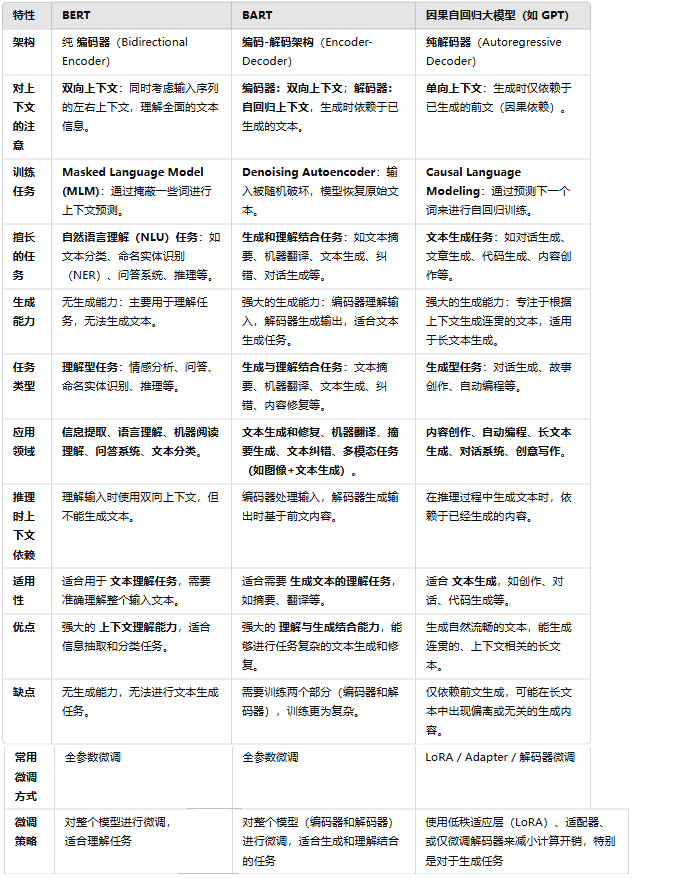 特性 BERT BART 因果自回归大模型（如 GPT）
架构 纯 编码器（Bidirectional Encoder） 编码-解码架构（Encoder-Decoder） 纯解码器（Autoregressive Decoder）
对上下文的注意 双向上下文：同时考虑输入序列的左右上下文，理解全面的文本信息。 编码器：双向上下文；解码器：自回归上下文，生成时依赖于已生成的文本。 单向上下文：生成时仅依赖于已生成的前文（因果依赖）。
训练任务 Masked Language Model (MLM)：通过掩蔽一些词进行上下文预测。 Denoising Autoencoder：输入被随机破坏，模型恢复原始文本。 Causal Language Modeling：通过预测下一个词来进行自回归训练。
擅长的任务 自然语言理解（NLU）任务：如文本分类、命名实体识别（NER）、问答系统、推理等。 生成和理解结合任务：如文本摘要、机器翻译、文本生成、纠错、对话生成等。 文本生成任务：如对话生成、文章生成、代码生成、内容创作等。
生成能力 无生成能力：主要用于理解任务，无法生成文本。 强大的生成能力：编码器理解输入，解码器生成输出，适合文本生成任务。 强大的生成能力：专注于根据上下文生成连贯的文本，适用于长文本生成。
任务类型 理解型任务：情感分析、问答、命名实体识别、推理等。 生成与理解结合任务：文本摘要、机器翻译、文本生成、纠错、内容修复等。 生成型任务：对话生成、故事创作、自动编程等。
应用领域 信息提取、语言理解、机器阅读理解、问答系统、文本分类。 文本生成和修复、机器翻译、摘要生成、文本纠错、多模态任务（如图像+文本生成）。 内容创作、自动编程、长文本生成、对话系统、创意写作。
推理时上下文依赖 理解输入时使用双向上下文，但不能生成文本。 编码器处理输入，解码器生成输出时基于前文内容。 在推理过程中生成文本时，依赖于已经生成的内容。
适用性 适合用于 文本理解任务，需要准确理解整个输入文本。 适合需要 生成文本的理解任务，如摘要、翻译等。 适合 文本生成，如创作、对话、代码生成等。
优点 强大的 上下文理解能力，适合信息抽取和分类任务。 强大的 理解与生成结合能力，能够进行任务复杂的文本生成和修复。 生成自然流畅的文本，能生成连贯的、上下文相关的长文本。
缺点 无生成能力，无法进行文本生成任务。 需要训练两个部分（编码器和解码器），训练更为复杂。 仅依赖前文生成，可能在长文本中出现偏离或无关的生成内容。
常用微调方式 全参数微调 全参数微调 LoRA / Adapter / 解码器微调
微调策略 对整个模型进行微调，适合理解任务 对整个模型（编码器和解码器）进行微调，适合生成和理解结合的任务 使用低秩适应层（LoRA）、适配器、或仅微调解码器来减小计算开销，特别是对于生成任务